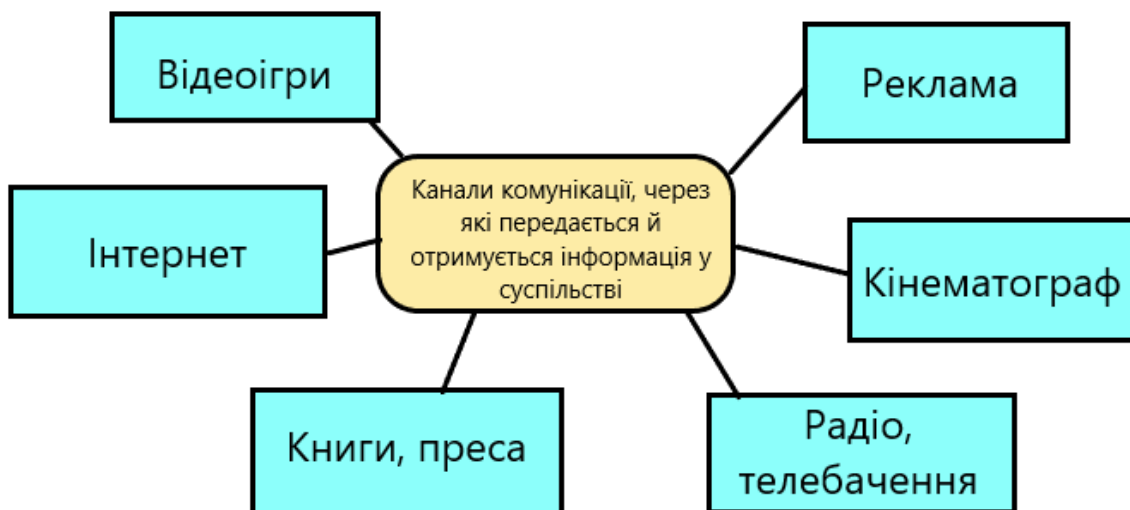 Відеоігри
Реклама
Канали комунікації, через
які передається й
отримується інформація у
суспільстві
Інтернет
Кінематограф
Книги, преса
Радіо,
телебачення